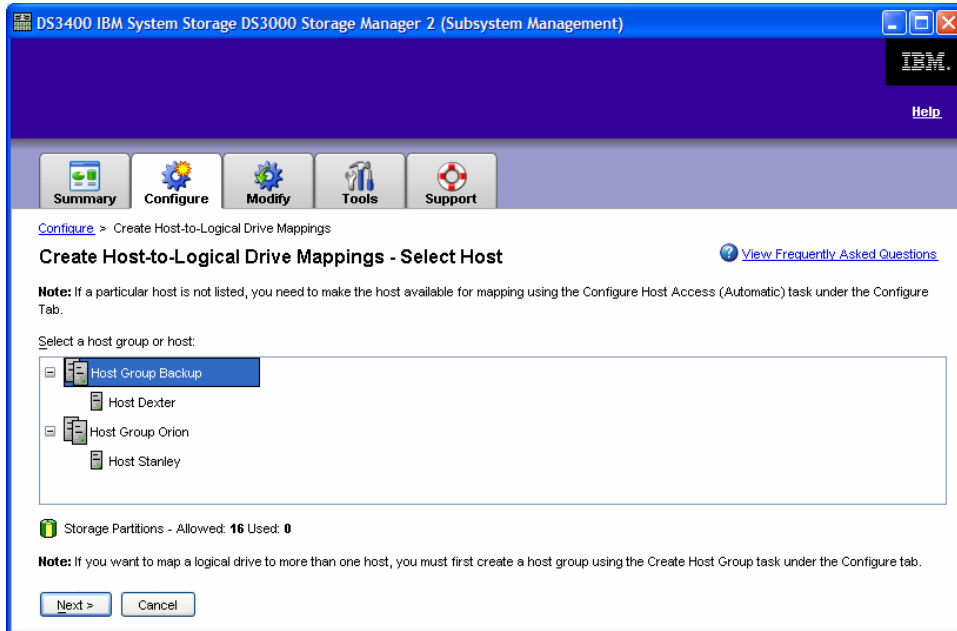 DS3400 IBM System Storage DS3000 Storage Manager 2 (Subsystem Management)
IBM.
Help
Summary Configure Modify Tools Support
Configure > Create Host-to-Logical Drive Mappings
Create Host-to-Logical Drive Mappings - Select Host
View Frequently Asked Questions
Note: If a particular host is not listed, you need to make the host available for mapping using the Configure Host Access (Automatic) task under the Configure
Tab.
Select a host group or host:
Host Group Backup
Host Dexter
Host Group Orion
Host Stanley
Storage Partitions - Allowed: 16 Used: 0
Note: If you want to map a logical drive to more than one host, you must first create a host group using the Create Host Group task under the Configure tab.
Next > Cancel